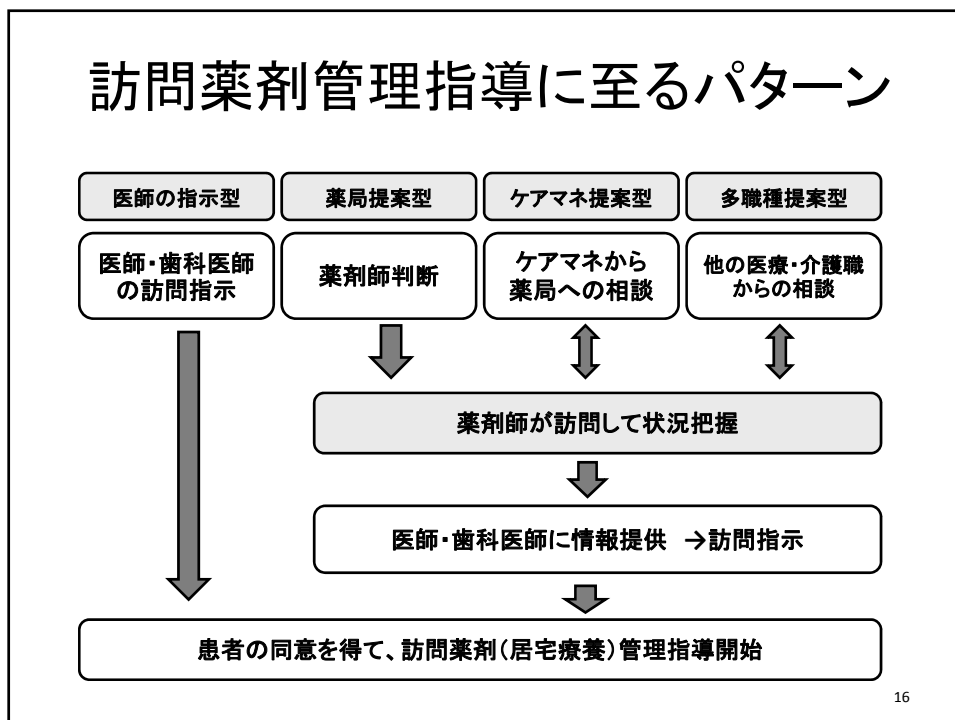 訪問薬剤管理指導に至るパターン
医師の指示型
薬局提案型
ケアマネ提案型
多職種提案型
医師・歯科医師
の訪問指示
薬剤師判断
ケアマネから
薬局への相談
他の医療・介護職
からの相談
薬剤師が訪問して状況把握
医師・歯科医師に情報提供　→訪問指示
患者の同意を得て、訪問薬剤（居宅療養）管理指導開始
16